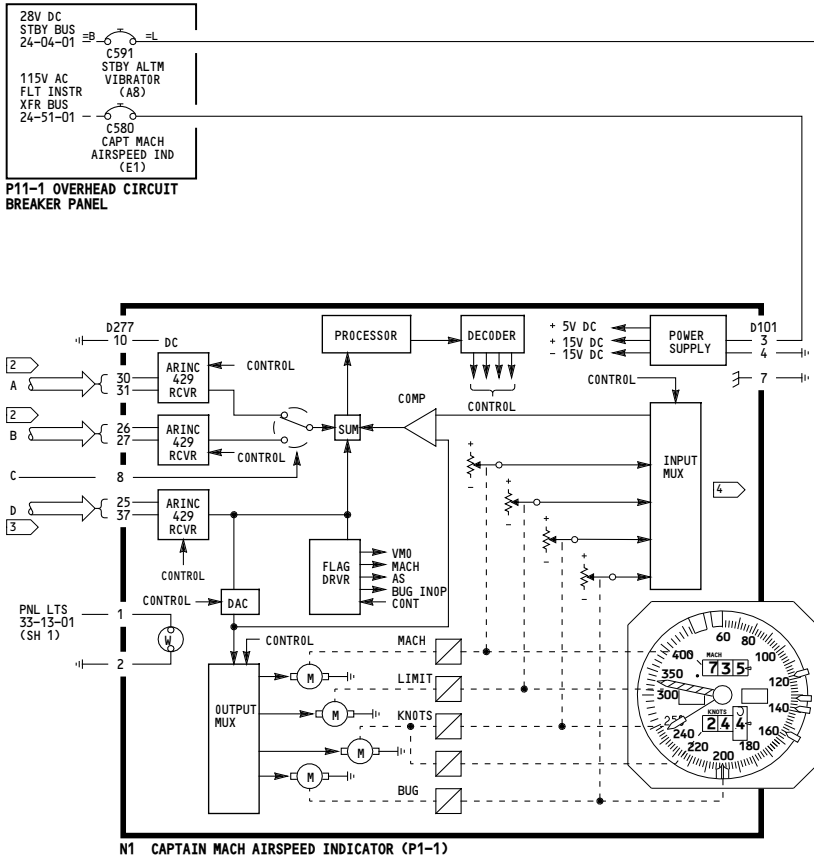 28V DC
STBY BUS
24-04-01
=B
=L
C591
STBY ALTM
VIBRATOR
(A8)
115V AC
FLT INSTR
XFR BUS
24-51-01
C580
CAPT MACH
AIRSPEED IND
(E1)
P11-1 OVERHEAD CIRCUIT
BREAKER PANEL
D277
10
DC
2
A
30
31
ARINC
429
RCVR
CONTROL
2
B
26
27
ARINC
429
RCVR
CONTROL
C
8
D
3
25
37
ARINC
429
RCVR
CONTROL
PROCESSOR
DECODER
CONTROL
COMP
SUM
+ 5V DC
+ 15V DC
- 15V DC
POWER
SUPPLY
D101
3
4
7
CONTROL
INPUT
MUX
4
+
-
+
-
+
-
+
-
FLAG
DRVR
VMO
MACH
AS
BUG INOP
CONT
CONTROL
DAC
PNL LTS
33-13-01
(SH 1)
1
W
2
CONTROL
OUTPUT
MUX
M
M
M
M
MACH
LIMIT
KNOTS
BUG
60
80
100
120
140
160
180
200
220
240
250
300
350
400
MACH
735
KNOTS
244
N1 CAPTAIN MACH AIRSPEED INDICATOR (P1-1)